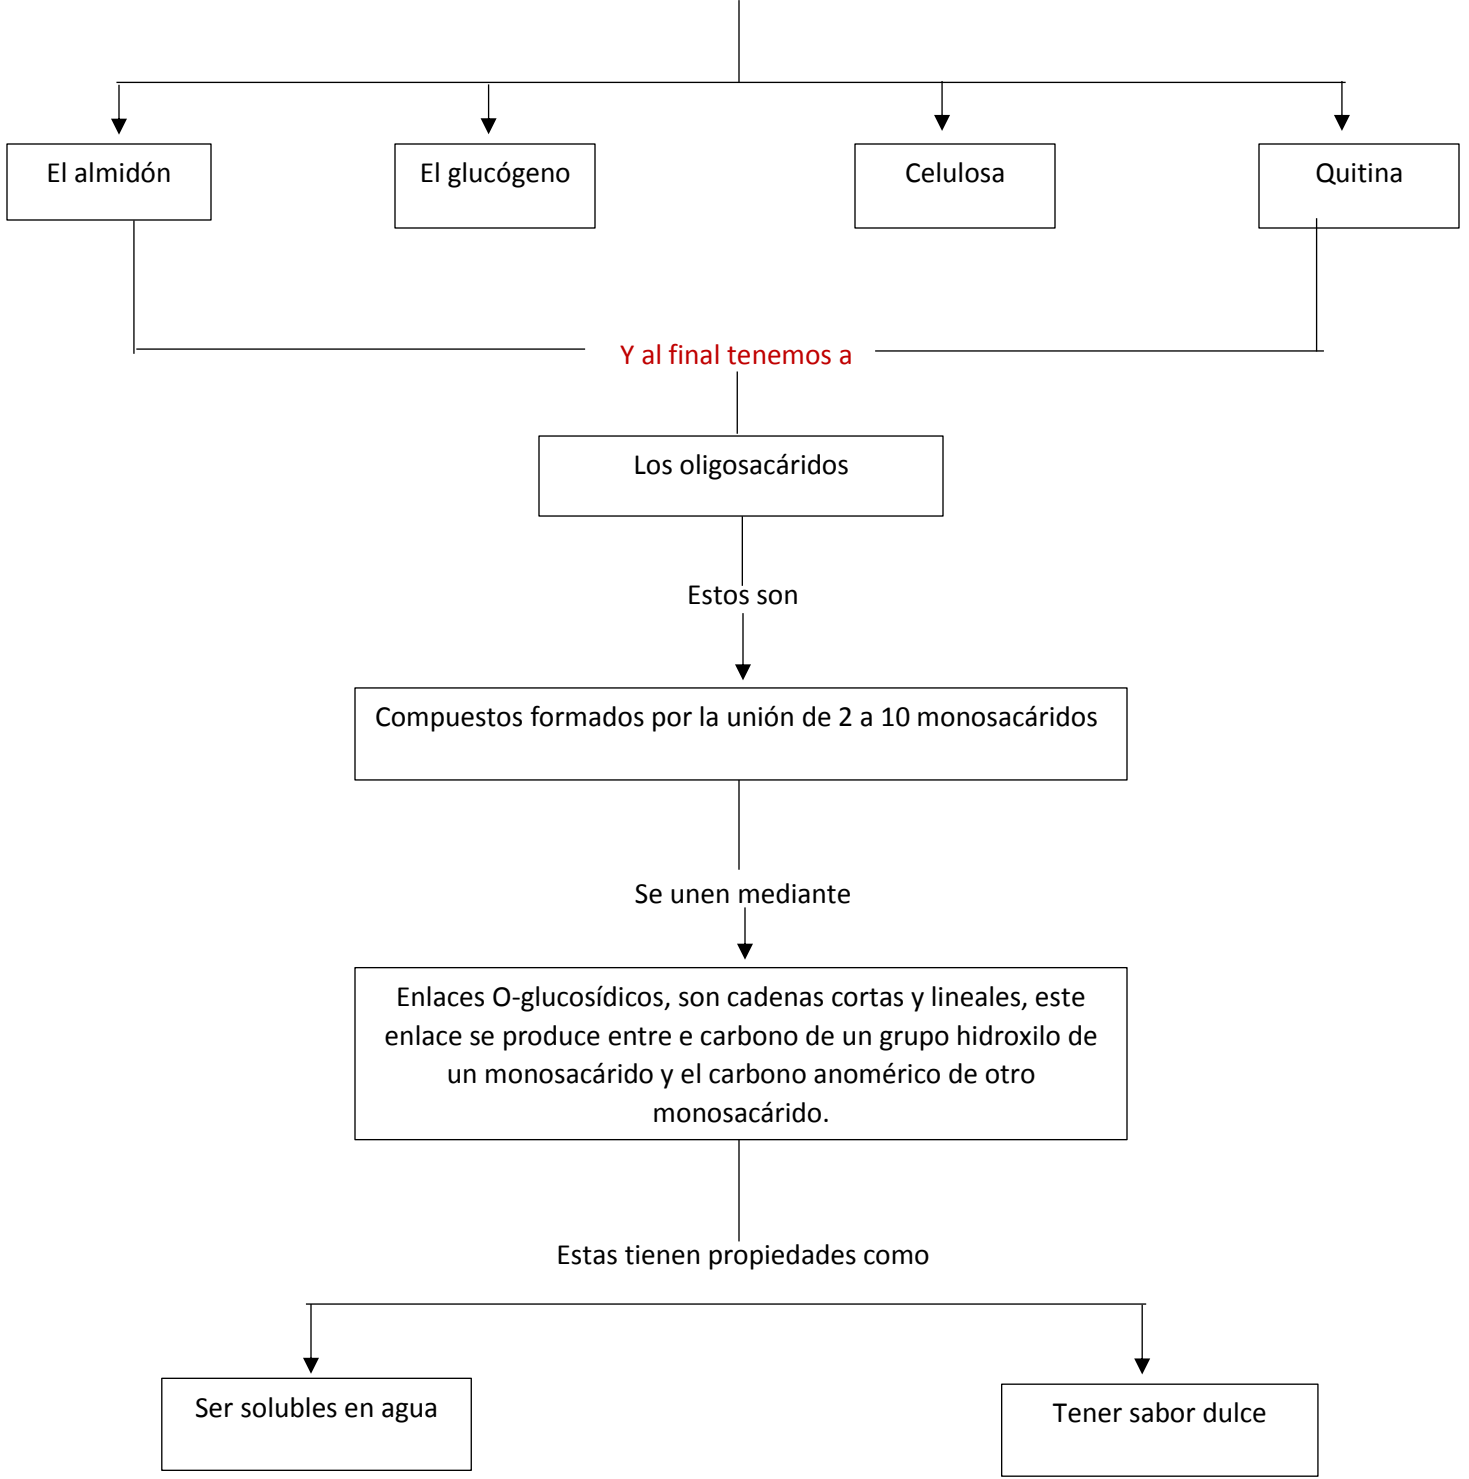 El almidón
El glucógeno
Celulosa
Quitina
Y al final tenemos a
Los oligosacáridos
Estos son
Compuestos formados por la unión de 2 a 10 monosacáridos
Se unen mediante
Enlaces O-glucosídicos, son cadenas cortas y lineales, este
enlace se produce entre e carbono de un grupo hidroxilo de
un monosacárido y el carbono anomérico de otro
monosacárido.
Estas tienen propiedades como
Ser solubles en agua
Tener sabor dulce